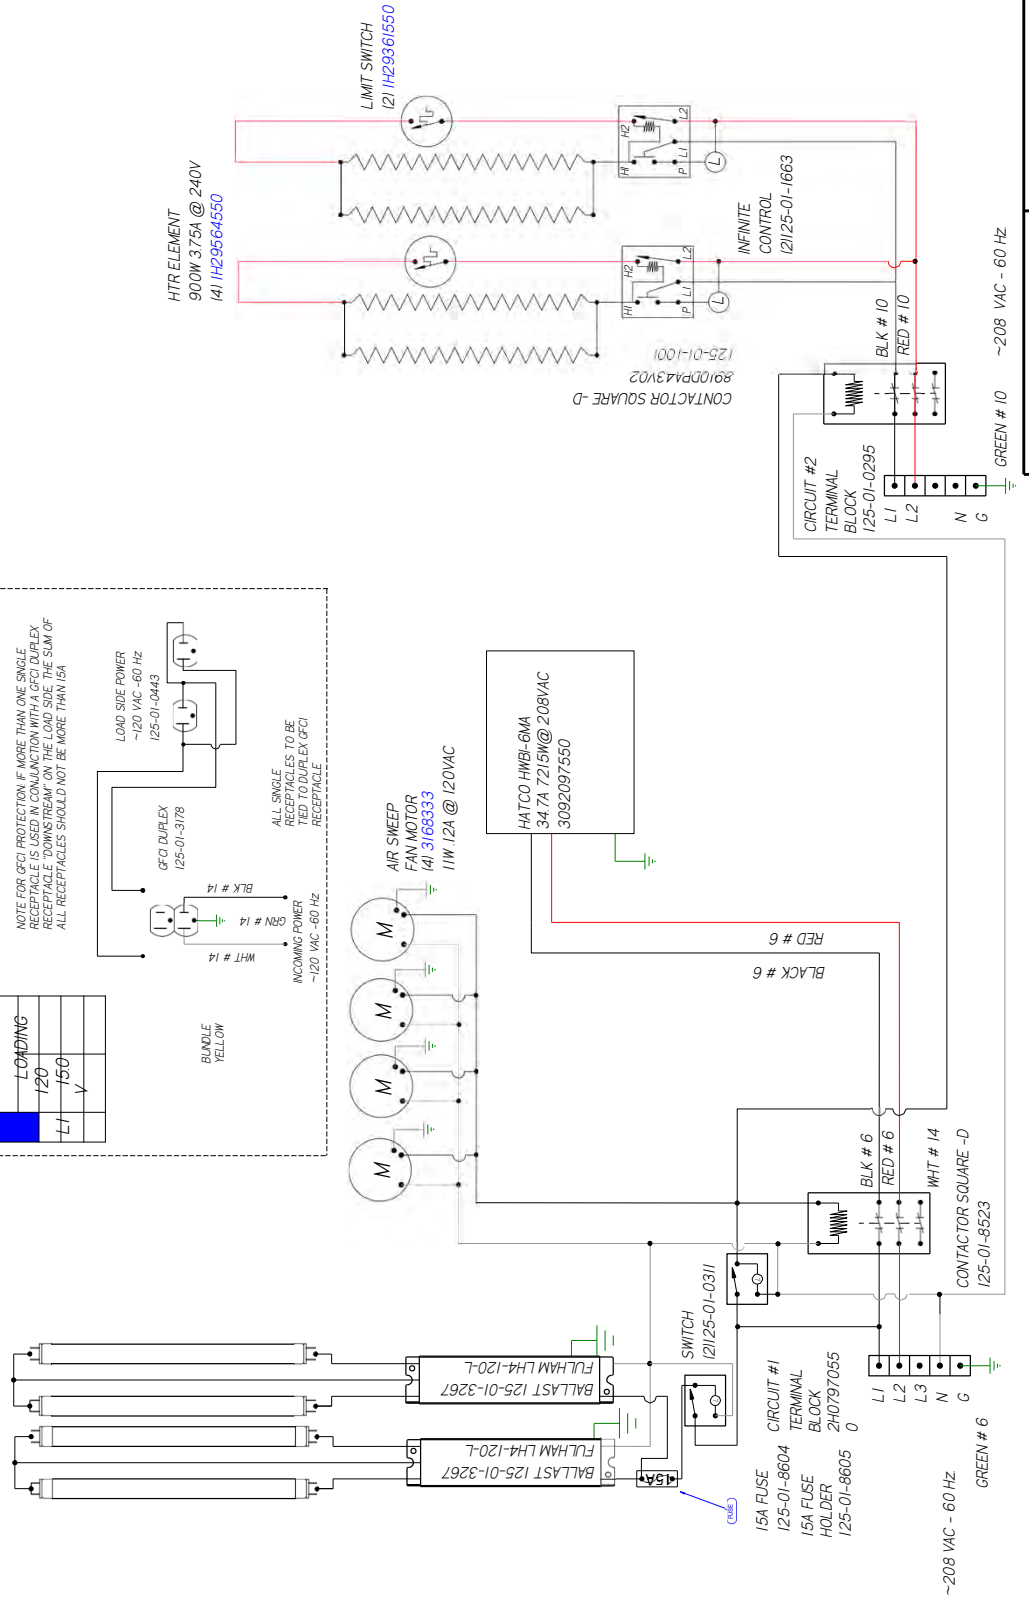 LIMIT SWITCH
(2) 1H29361550
HTR ELEMENT
900W 3.75A @ 240V
(4) 1H29564550
H1
H2
P
L1
L2
L
H1
H2
P
L1
L2
L
INFINITE
CONTROL
(2)125-01-1663
CONTACTOR SQUARE -D
8910DPA43V02
125-01-1001
BLK # 10
RED # 10
~208 VAC - 60 Hz.
GREEN # 10
CIRCUIT #2
TERMINAL
BLOCK
125-01-0295
L1
L2
N
G
NOTE FOR GFCI PROTECTION: IF MORE THAN ONE SINGLE
RECEPTACLE IS USED IN CONJUNCTION WITH A GFCI DUPLEX
RECEPTACLE "DOWNSTREAM" ON THE LOAD SIDE, THE SUM OF
ALL RECEPTACLES SHOULD NOT BE MORE THAN 15A
LOAD SIDE POWER
~120 VAC -60 Hz
125-01-0443
GFCI DUPLEX
125-01-3178
ALL SINGLE
RECEPTACLES TO BE
TIED TO DUPLEX GFCI
RECEPTACLE
BLK # 14
GRN # 14
WHT # 14
INCOMING POWER
~120 VAC -60 Hz
BUNDLE
YELLOW
LOADING
120
L1 15.0
V
AIR SWEEP
FAN MOTOR
(4) 3168333
11W .12A @ 120VAC
M
M
M
M
HATCO HWBI-6MA
34.7A 7215W@ 208VAC
3092097550
RED # 6
BLACK # 6
BLK # 6
RED # 6
WHT # 14
CONTACTOR SQUARE -D
125-01-8523
SWITCH
(2)125-01-0311
BALLAST 125-01-3267
FULHAM LH4-120-L
BALLAST 125-01-3267
FULHAM LH4-120-L
15A
FUSE
15A FUSE
125-01-8604
15A FUSE
HOLDER
125-01-8605
CIRCUIT #1
TERMINAL
BLOCK
2H0797055
0
L1
L2
L3
N
G
GREEN # 6
~208 VAC - 60 Hz.